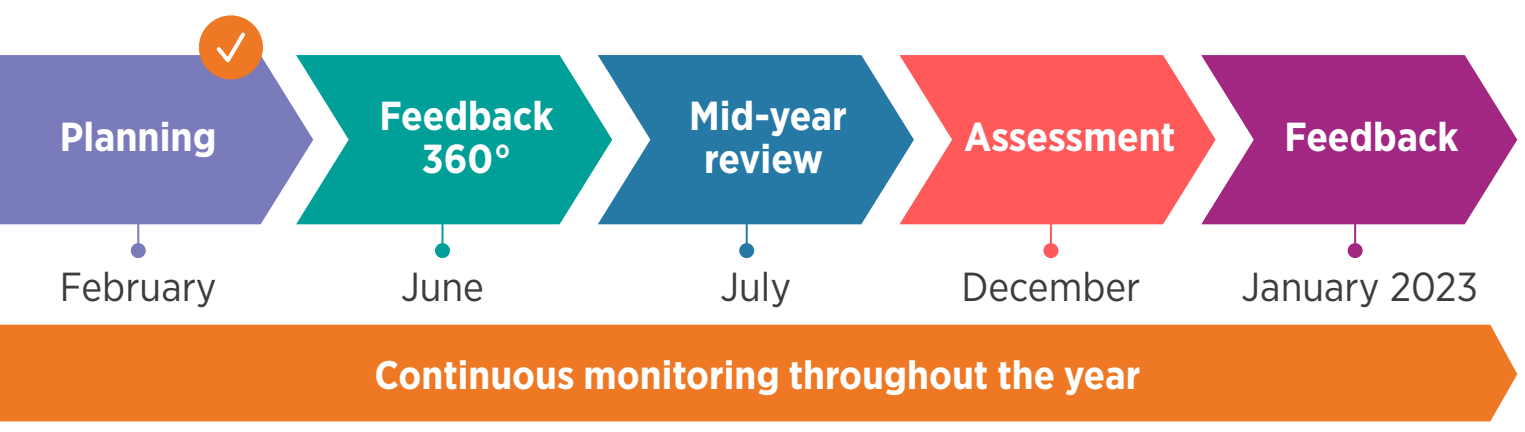 Planning
Feedback
360°
Mid-year
review
Assessment
Feedback
February
June
July
December
January 2023
Continuous monitoring throughout the year